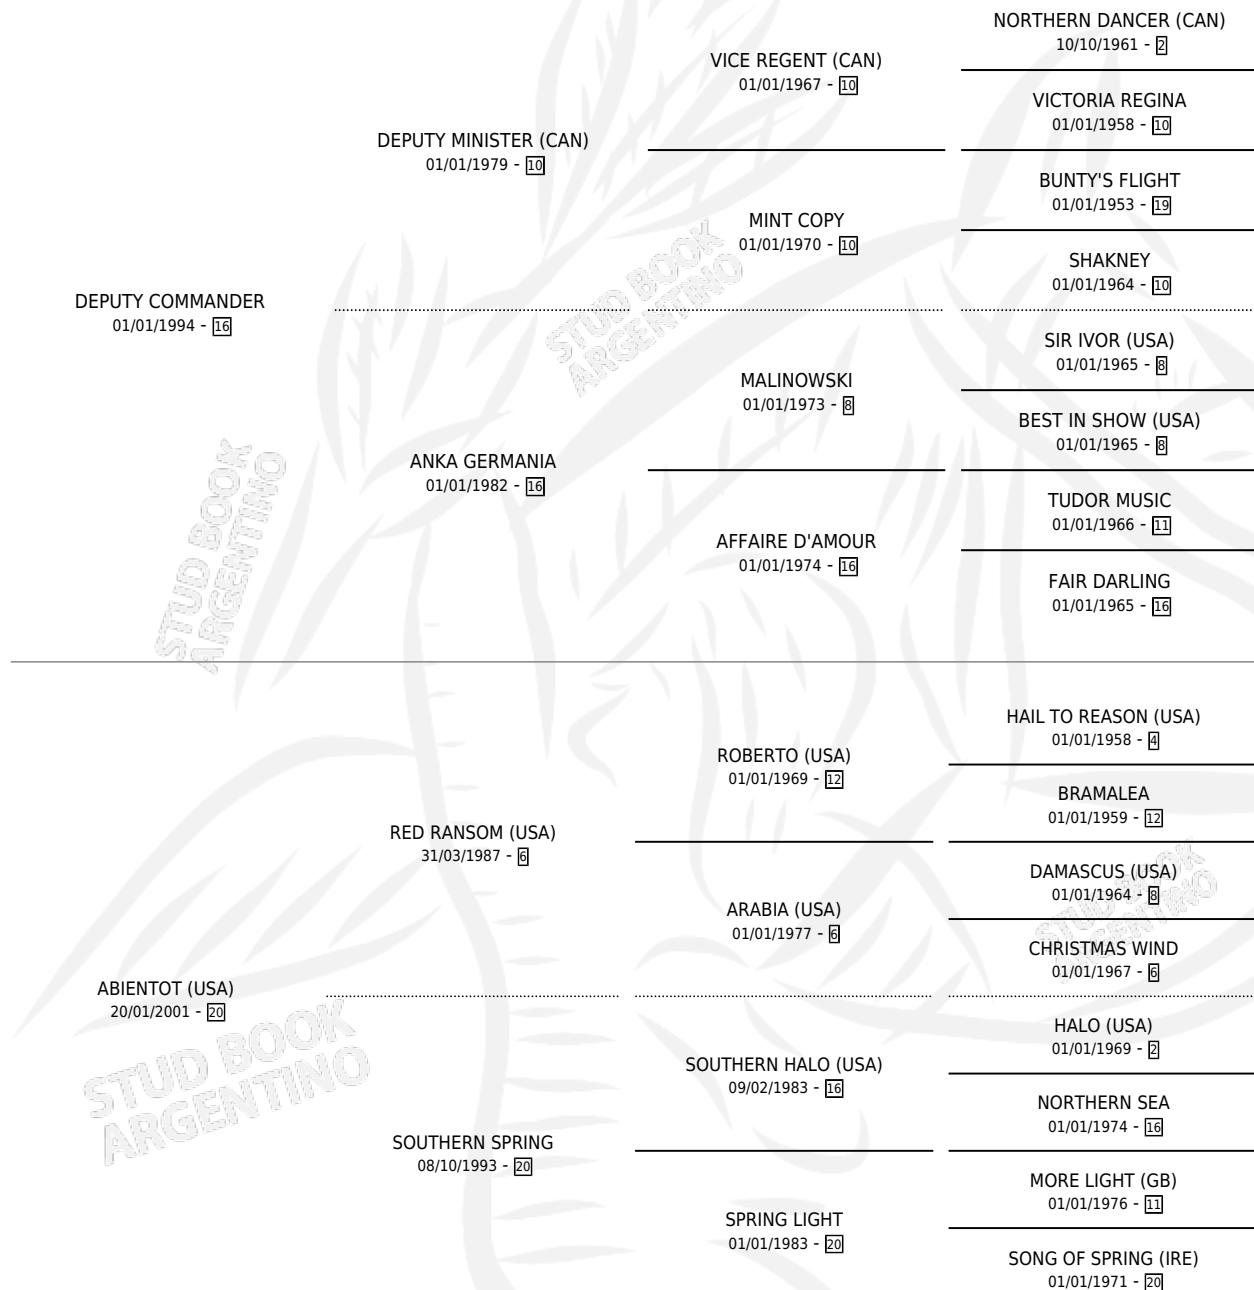 NORTHERN DANCER (CAN)
10/10/1961 - 2
VICE REGENT (CAN)
01/01/1967 - 10
VICTORIA REGINA
01/01/1958 - 10
DEPUTY MINISTER (CAN)
01/01/1979 - 10
BUNTY'S FLIGHT
01/01/1953 - 19
MINT COPY
01/01/1970 - 10
SHAKNEY
01/01/1964 - 10
DEPUTY COMMANDER
01/01/1994 - 16
SIR IVOR (USA)
01/01/1965 - 8
MALINOWSKI
01/01/1973 - 8
BEST IN SHOW (USA)
01/01/1965 - 8
ANKA GERMANIA
01/01/1982 - 16
TUDOR MUSIC
01/01/1966 - 11
AFFAIRE D'AMOUR
01/01/1974 - 16
FAIR DARLING
01/01/1965 - 16
HAIL TO REASON (USA)
01/01/1958 - 4
ROBERTO (USA)
01/01/1969 - 12
BRAMALEA
01/01/1959 - 12
RED RANSOM (USA)
31/03/1987 - 6
DAMASCUS (USA)
01/01/1964 - 8
ARABIA (USA)
01/01/1977 - 6
CHRISTMAS WIND
01/01/1967 - 6
ABIENTOT (USA)
20/01/2001 - 20
HALO (USA)
01/01/1969 - 2
SOUTHERN HALO (USA)
09/02/1983 - 16
NORTHERN SEA
01/01/1974 - 16
SOUTHERN SPRING
08/10/1993 - 20
MORE LIGHT (GB)
01/01/1976 - 11
SPRING LIGHT
01/01/1983 - 20
SONG OF SPRING (IRE)
01/01/1971 - 20
STUD BOOK
ARGENTINO
STUD BOOK
ARGENTINO
STUD BOOK
ARGENTINO
STUD BOOK
ARGENTINO